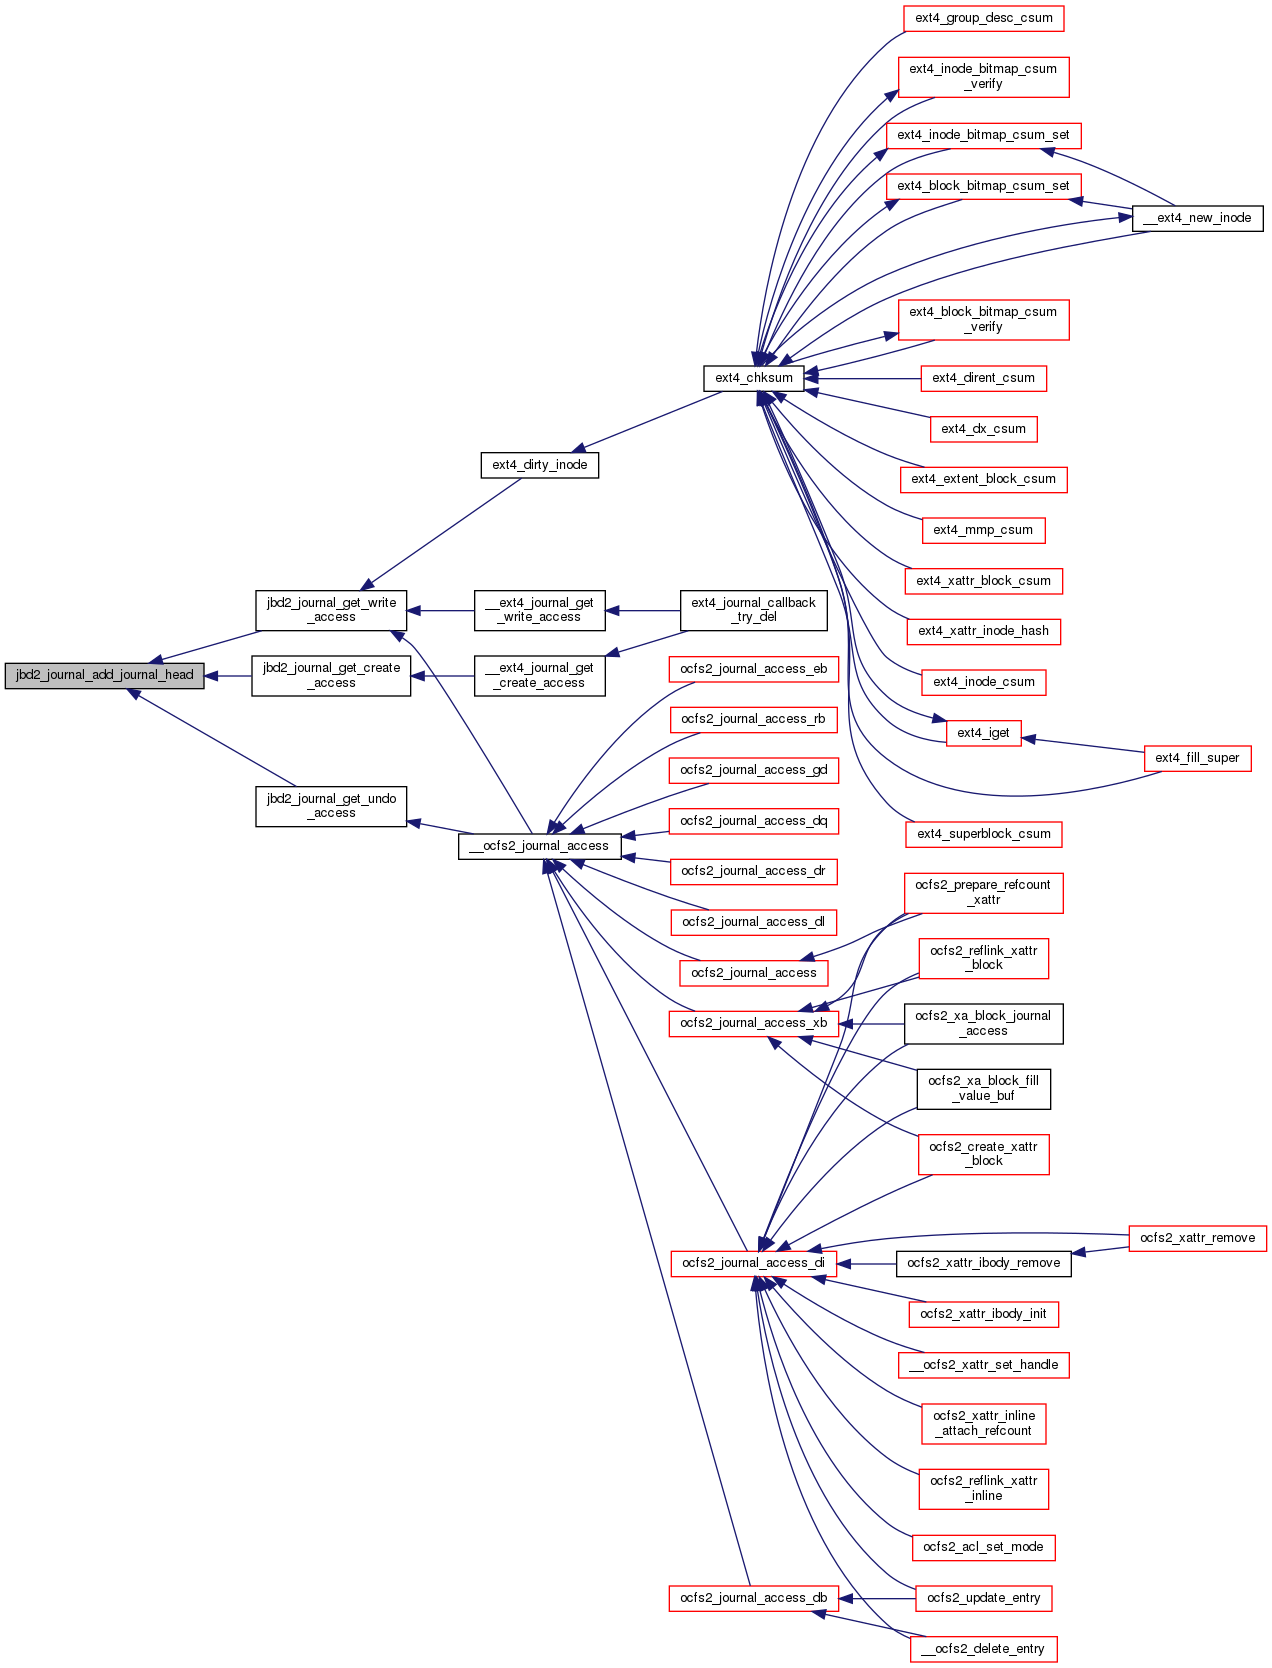 ext4_group_desc_csum
ext4_inode_bitmap_csum
_verify
ext4_inode_bitmap_csum_set
ext4_block_bitmap_csum_set
__ext4_new_inode
ext4_block_bitmap_csum
_verify
ext4_chksum
ext4_dirent_csum
ext4_dx_csum
ext4_dirty_inode
ext4_extent_block_csum
ext4_mmp_csum
ext4_xattr_block_csum
jbd2_journal_get_write
_access
__ext4_journal_get
_write_access
ext4_journal_callback
_try_del
ext4_xattr_inode_hash
jbd2_journal_add_journal_head
jbd2_journal_get_create
_access
__ext4_journal_get
_create_access
ocfs2_journal_access_eb
ext4_inode_csum
ocfs2_journal_access_rb
ext4_iget
ext4_fill_super
ocfs2_journal_access_gd
jbd2_journal_get_undo
_access
ocfs2_journal_access_dq
ext4_superblock_csum
__ocfs2_journal_access
ocfs2_journal_access_dr
ocfs2_prepare_refcount
_xattr
ocfs2_journal_access_dl
ocfs2_reflink_xattr
_block
ocfs2_journal_access
ocfs2_journal_access_xb
ocfs2_xa_block_journal
_access
ocfs2_xa_block_fill
_value_buf
ocfs2_create_xattr
_block
ocfs2_xattr_remove
ocfs2_journal_access_di
ocfs2_xattr_ibody_remove
ocfs2_xattr_ibody_init
__ocfs2_xattr_set_handle
ocfs2_xattr_inline
_attach_refcount
ocfs2_reflink_xattr
_inline
ocfs2_acl_set_mode
ocfs2_journal_access_db
ocfs2_update_entry
__ocfs2_delete_entry